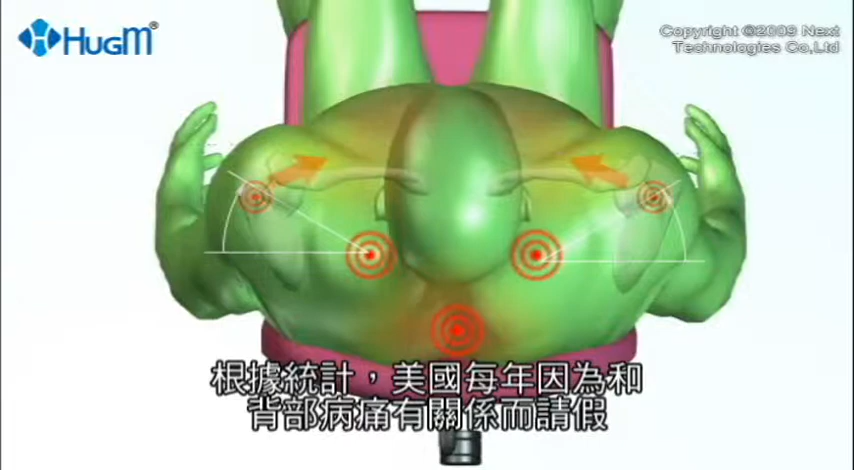 HUGM®
Copyright ©2009 Next
Technologies Co,Ltd
根據統計，美國每年因為和
背部病痛有關係而請假